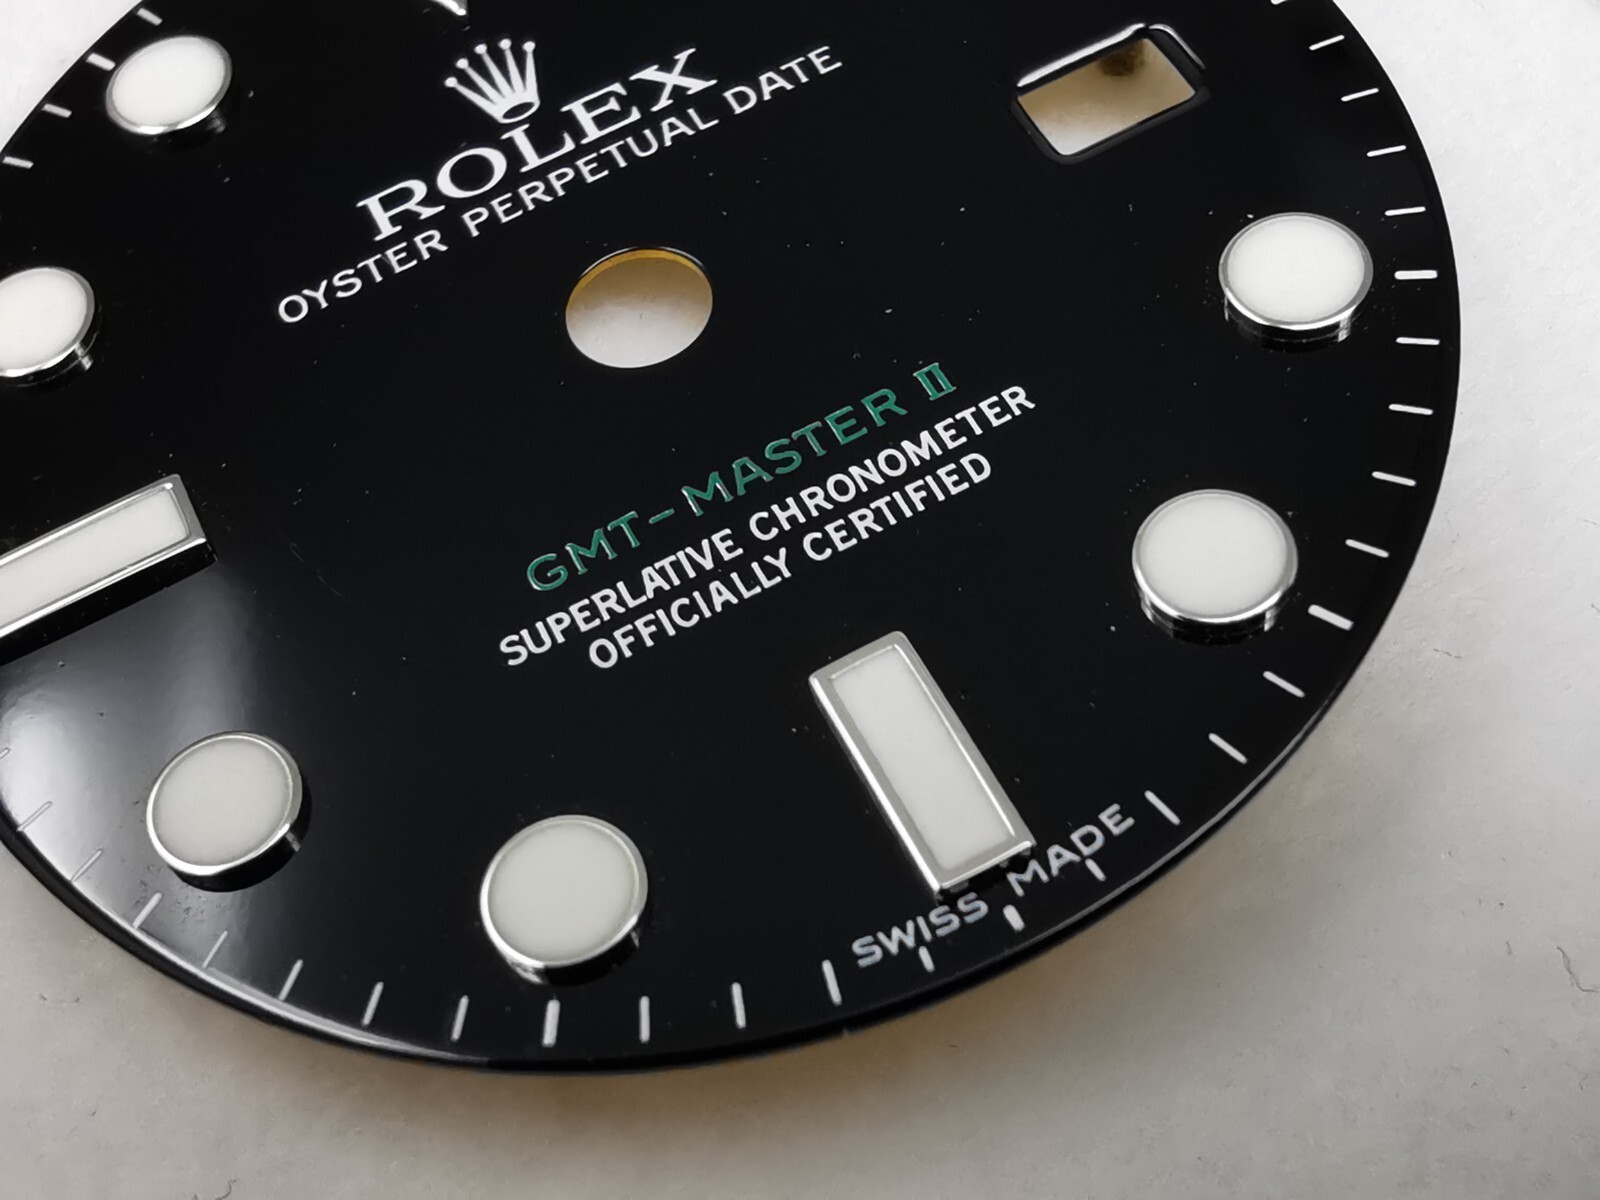 ROLEX
OYSTER PERPETUAL DATE
GMT-MASTER II
SUPERLATIVE CHRONOMETER
OFFICIALLY CERTIFIED
SWISS MADE